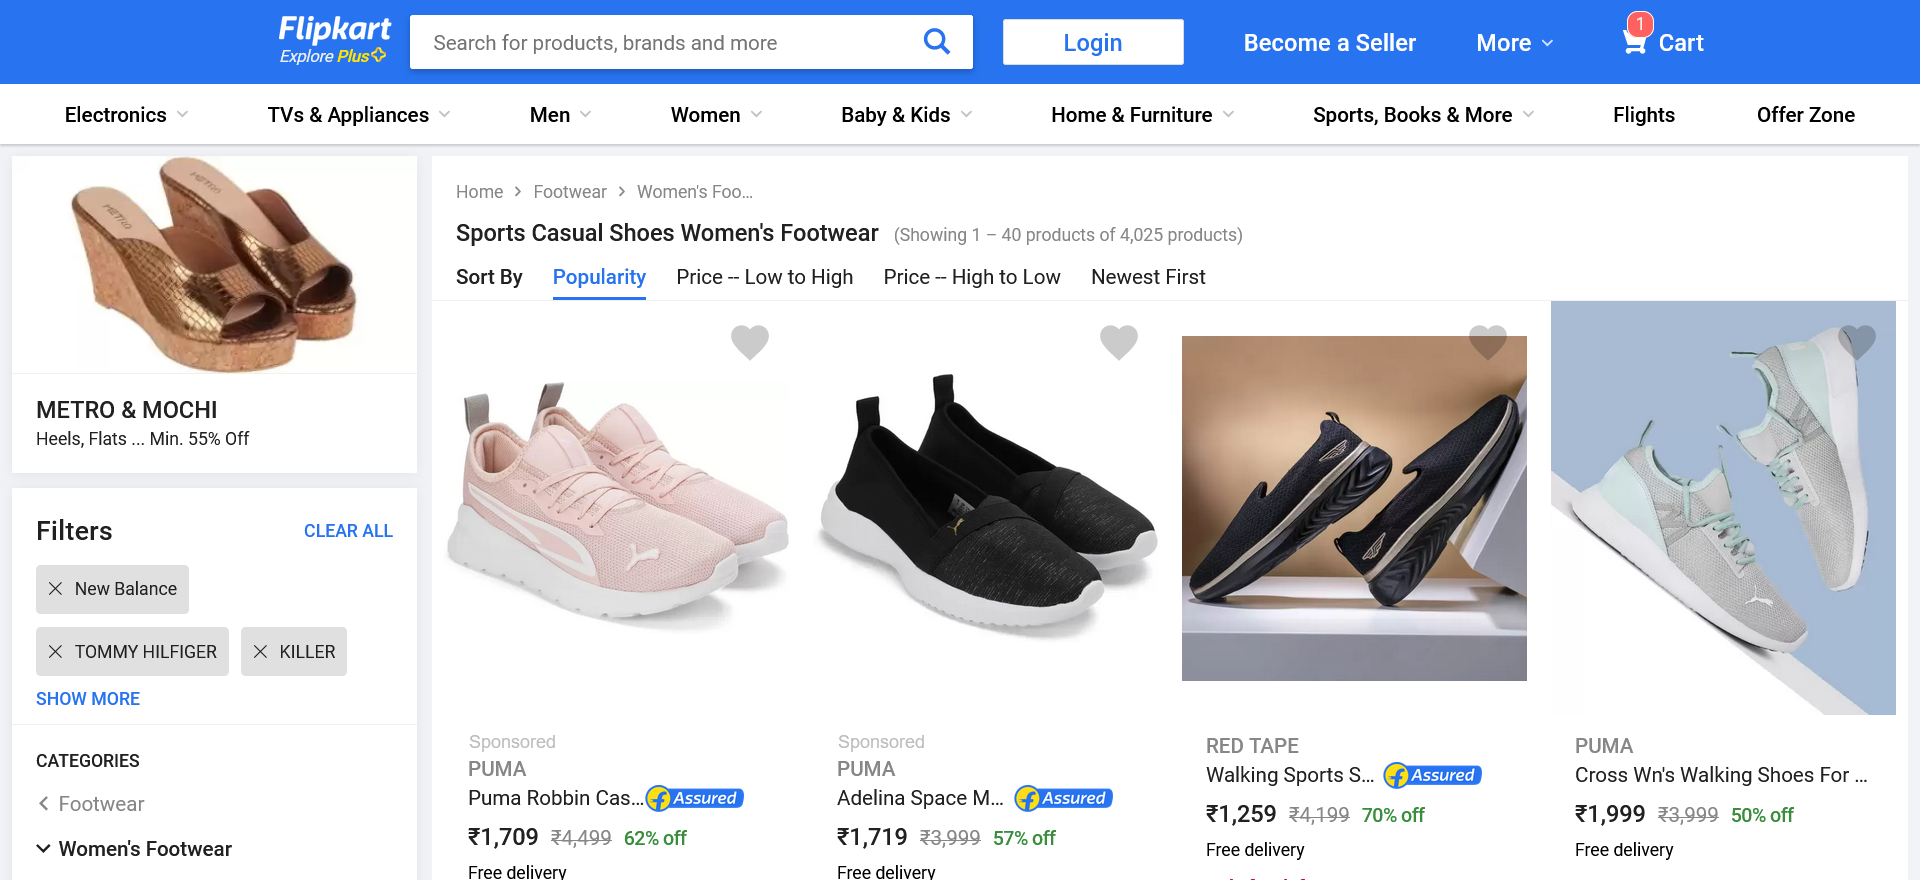 Flipkart
Explore Plus
Search for products, brands and more
Login
Become a Seller
More
1
Cart
Electronics
TVs & Appliances
Men
Women
Baby & Kids
Home & Furniture
Sports, Books & More
Flights
Offer Zone
METRO
METRO
METRO & MOCHI
Heels, Flats ... Min. 55% Off
Filters
CLEAR ALL
New Balance
TOMMY HILFIGER
KILLER
SHOW MORE
CATEGORIES
Footwear
Women's Footwear
Home
Footwear
Women's Foo...
Sports Casual Shoes Women's Footwear
(Showing 1 – 40 products of 4,025 products)
Sort By
Popularity
Price -- Low to High
Price -- High to Low
Newest First
Sponsored
PUMA
Puma Robbin Cas...
Assured
₹1,709 ₹4,499 62% off
Free delivery
Sponsored
PUMA
Adelina Space M...
Assured
₹1,719 ₹3,999 57% off
Free delivery
RED TAPE
Walking Sports S...
Assured
₹1,259 ₹4,199 70% off
Free delivery
PUMA
Cross Wn's Walking Shoes For ...
₹1,999 ₹3,999 50% off
Free delivery